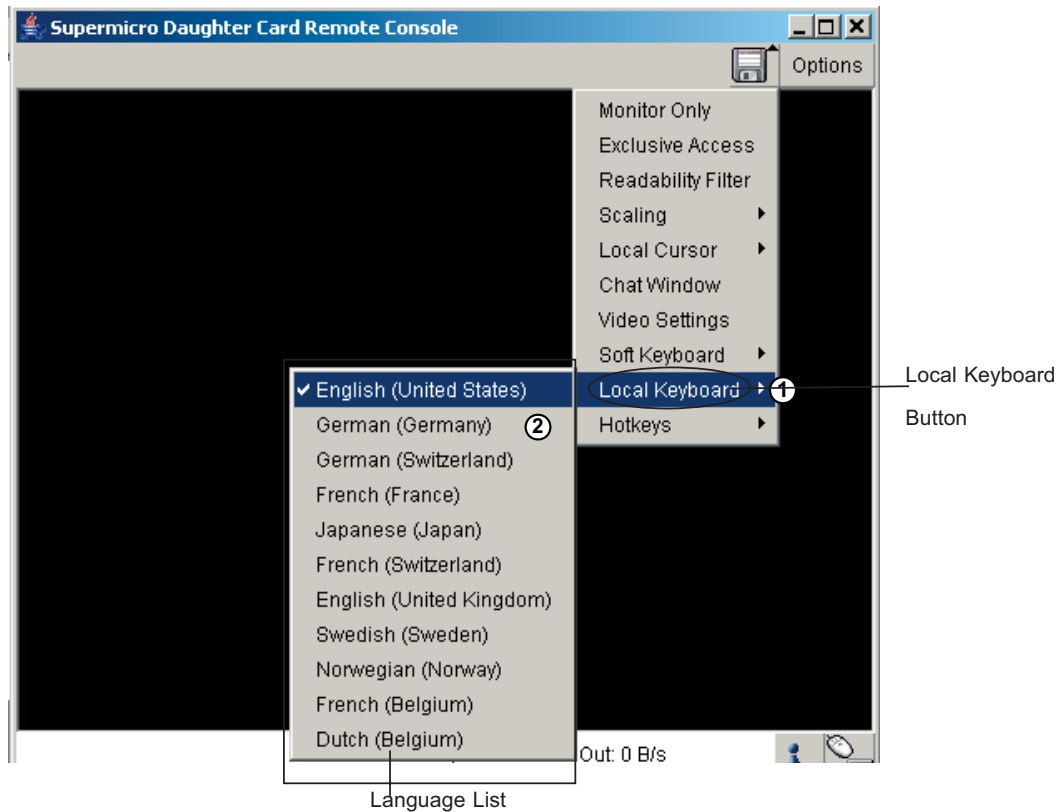 Supermicro Daughter Card Remote Console
Options
Monitor Only
Exclusive Access
Readability Filter
Scaling
Local Cursor
Chat Window
Video Settings
Soft Keyboard
Local Keyboard
Hotkeys
1
Local Keyboard
Button
English (United States)
German (Germany)
2
German (Switzerland)
French (France)
Japanese (Japan)
French (Switzerland)
English (United Kingdom)
Swedish (Sweden)
Norwegian (Norway)
French (Belgium)
Dutch (Belgium)
Out: 0 B/s
Language List